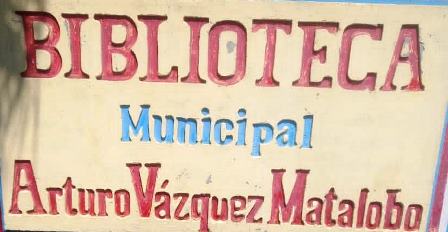 BIBLIOTECA
Municipal
Arturo Vázquez Matalobo